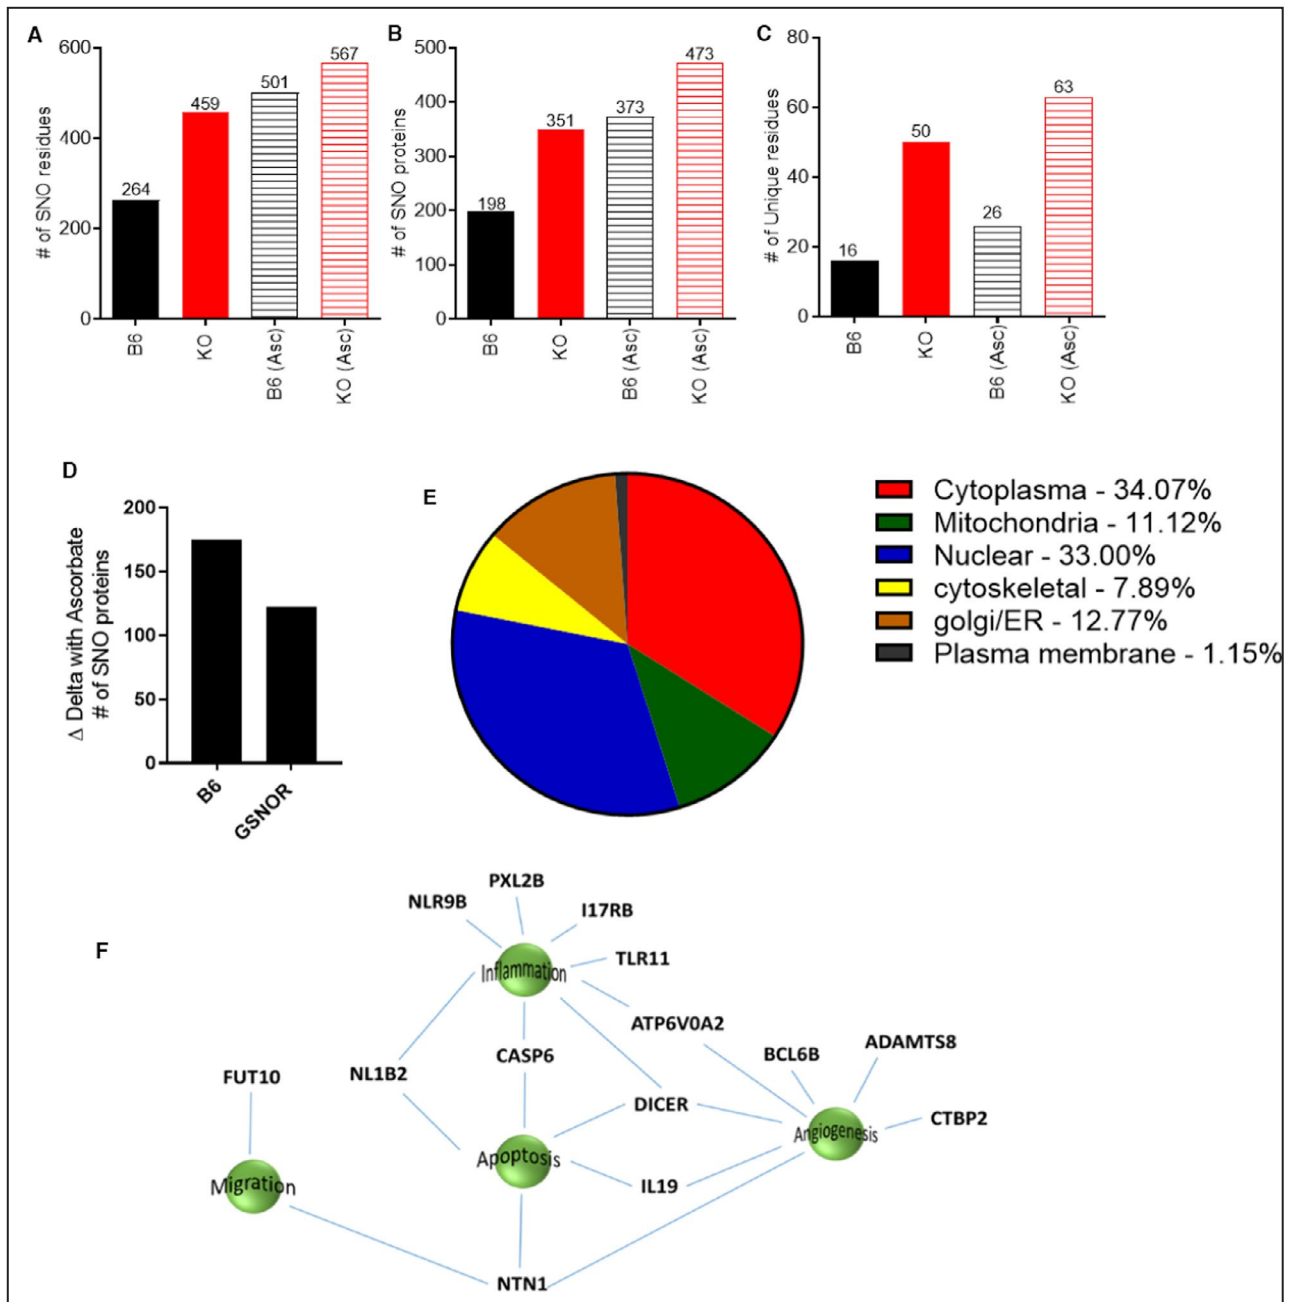 A
# of SNO residues
600
400
200
0
264
459
501
567
B6
KO
B6 (Asc)
KO (Asc)
B
# of SNO proteins
500
400
300
200
100
0
198
351
373
473
B6
KO
B6 (Asc)
KO (Asc)
C
# of Unique residues
80
60
40
20
0
16
50
26
63
B6
KO
B6 (Asc)
KO (Asc)
D
Δ Delta with Ascorbate
# of SNO proteins
200
150
100
50
0
B6
GSNOR
E
Cytoplasma - 34.07%
Mitochondria - 11.12%
Nuclear - 33.00%
cytoskeletal - 7.89%
golgi/ER - 12.77%
Plasma membrane - 1.15%
F
PXL2B
NLR9B
I17RB
Inflammation
TLR11
ATP6V0A2
CASP6
BCL6B
ADAMTS8
FUT10
NL1B2
DICER
CTBP2
Angiogenesis
Apoptosis
Migration
IL19
NTN1